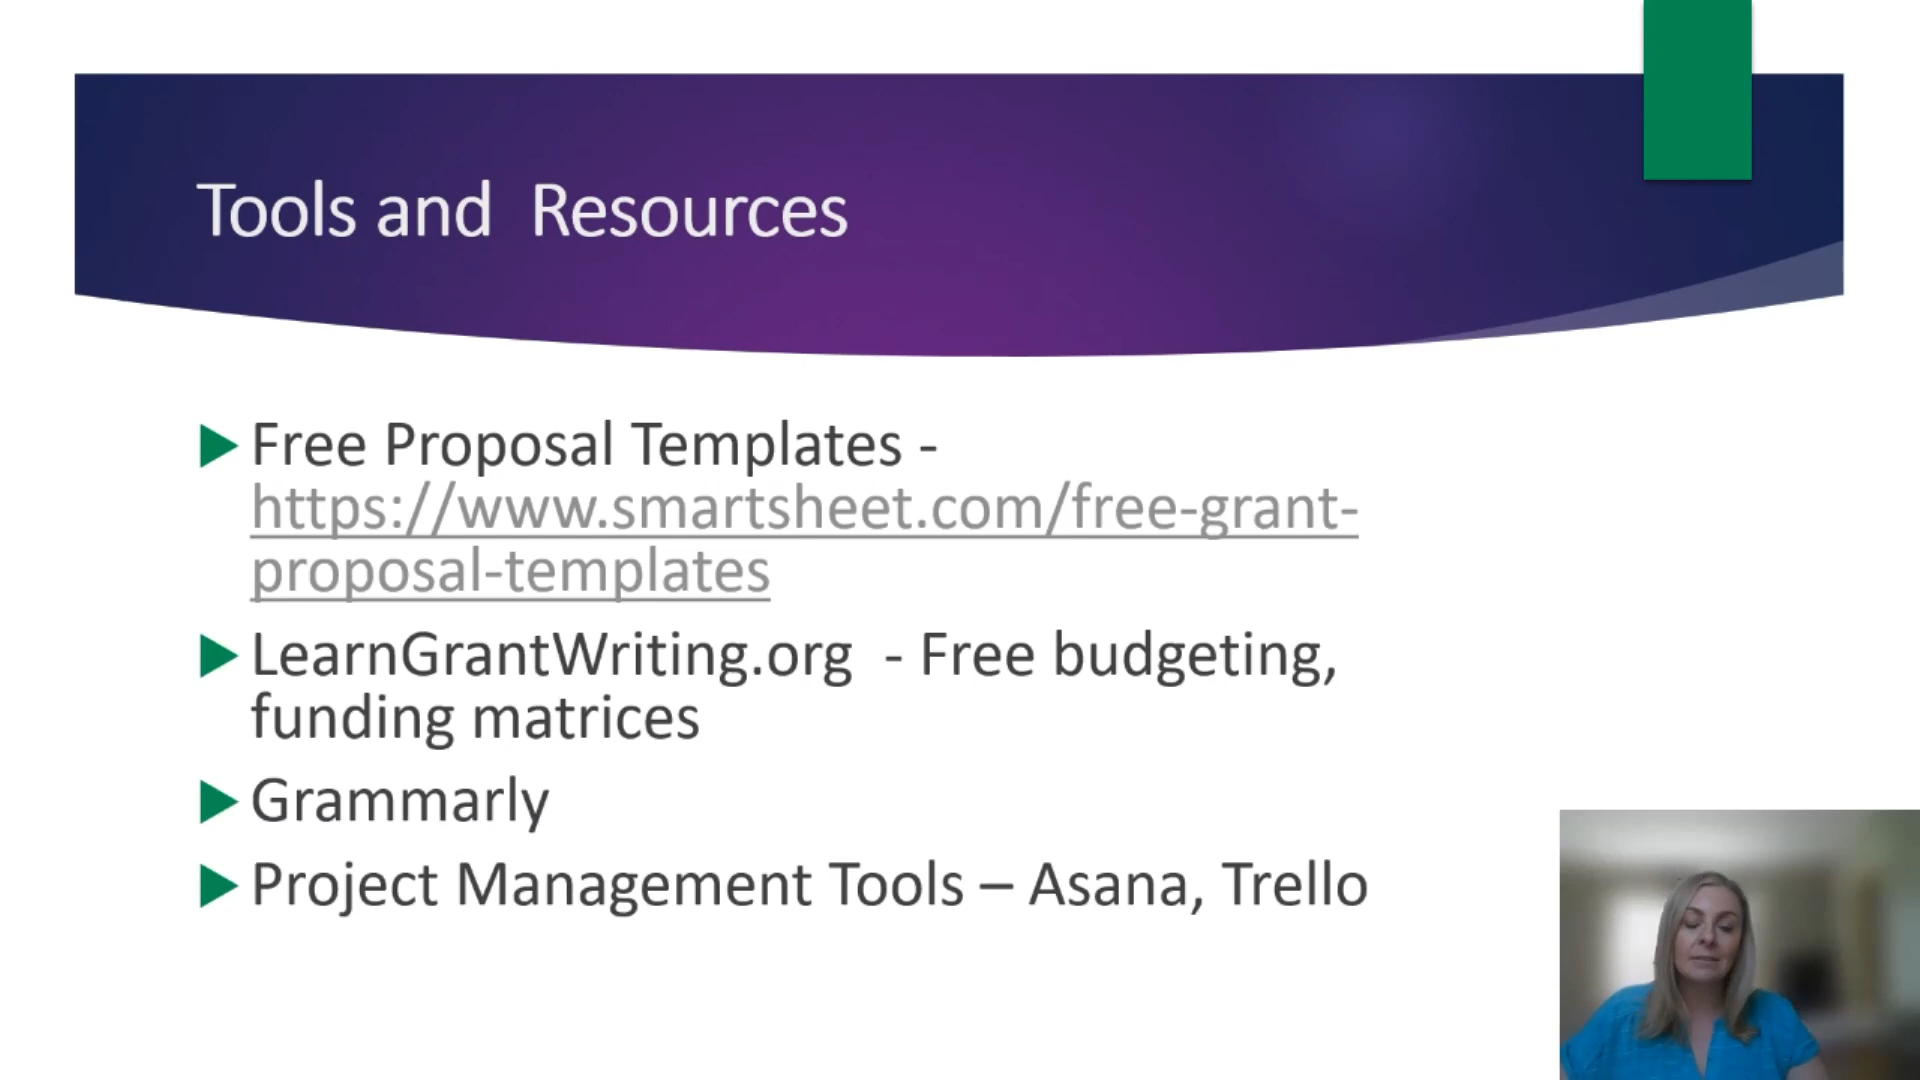 Tools and  Resources
Free Proposal Templates -
https://www.smartsheet.com/free-grant-
proposal-templates
LearnGrantWriting.org  - Free budgeting,
funding matrices
Grammarly
Project Management Tools – Asana, Trello